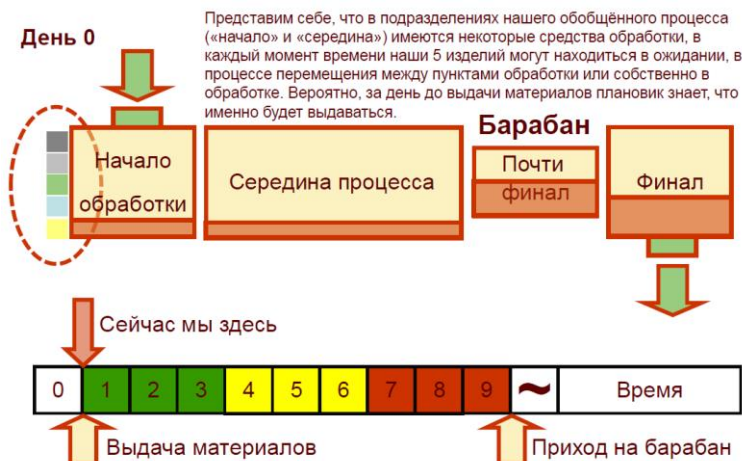 День 0
Представим себе, что в подразделениях нашего обобщённого процесса
(«начало» и «середина») имеются некоторые средства обработки, в
каждый момент времени наши 5 изделий могут находиться в ожидании, в
процессе перемещения между пунктами обработки или собственно в
обработке. Вероятно, за день до выдачи материалов плановик знает, что
именно будет выдаваться.
Барабан
Начало
обработки
Середина процесса
Почти
финал
Финал
Сейчас мы здесь
0 1 2 3 4 5 6 7 8 9 ~ Время
Выдача материалов
Приход на барабан